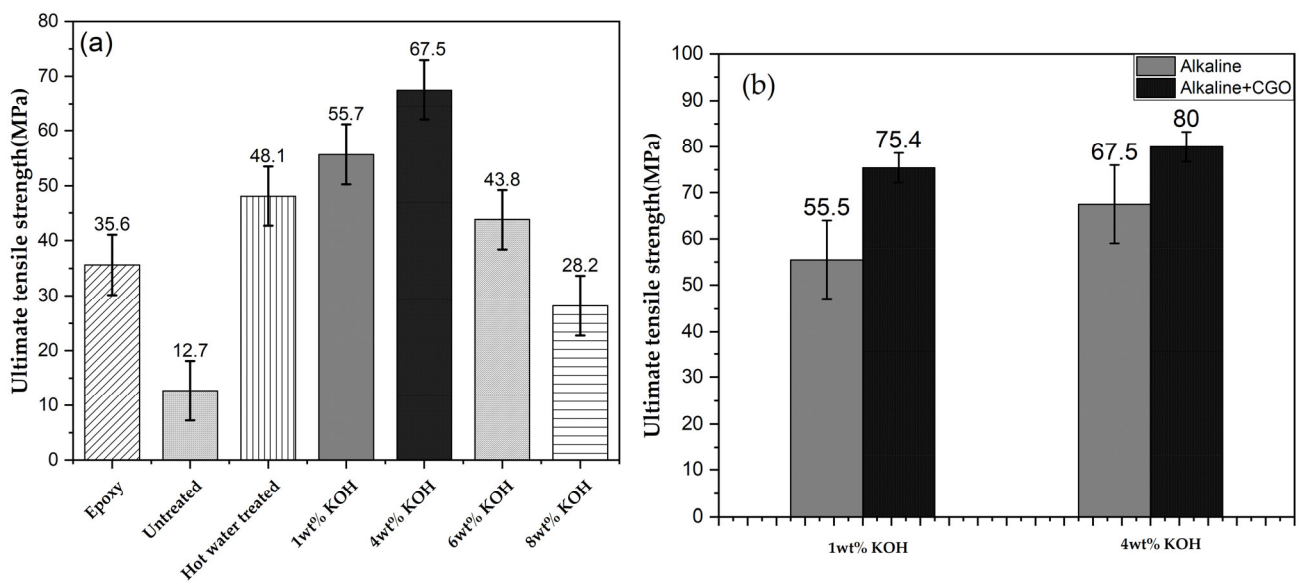 (a)
Ultimate tensile strength(MPa)
80
70
60
50
40
30
20
10
0
35.6
12.7
48.1
55.7
67.5
43.8
28.2
Epoxy
Untreated
Hot water treated
1wt% KOH
4wt% KOH
6wt% KOH
8wt% KOH
(b)
Alkaline
Alkaline+CGO
Ultimate tensile strength(MPa)
100
90
80
70
60
50
40
30
20
10
0
55.5
75.4
67.5
80
1wt% KOH
4wt% KOH